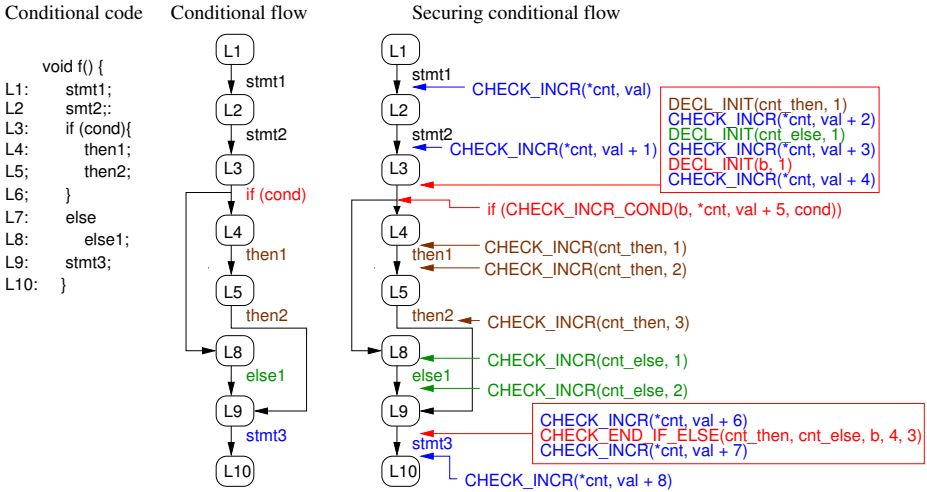 Conditional code
Conditional flow
Securing conditional flow
void f() {
L1: stmt1;
L2 smt2;:
L3: if (cond){
L4: then1;
L5; then2;
L6; }
L7: else
L8: else1;
L9: stmt3;
L10: }
L1
stmt1
L2
stmt2
L3
if (cond)
L4
then1
L5
then2
L8
else1
L9
stmt3
L10
L1
stmt1
CHECK_INCR(*cnt, val)
L2
stmt2
CHECK_INCR(*cnt, val + 1)
L3
DECL_INIT(cnt_then, 1)
CHECK_INCR(*cnt, val + 2)
DECL_INIT(cnt_else, 1)
CHECK_INCR(*cnt, val + 3)
DECL_INIT(b, 1)
CHECK_INCR(*cnt, val + 4)
if (CHECK_INCR_COND(b, *cnt, val + 5, cond))
L4
CHECK_INCR(cnt_then, 1)
then1
CHECK_INCR(cnt_then, 2)
L5
then2
CHECK_INCR(cnt_then, 3)
L8
CHECK_INCR(cnt_else, 1)
else1
CHECK_INCR(cnt_else, 2)
L9
CHECK_INCR(*cnt, val + 6)
CHECK_END_IF_ELSE(cnt_then, cnt_else, b, 4, 3)
CHECK_INCR(*cnt, val + 7)
stmt3
L10
CHECK_INCR(*cnt, val + 8)